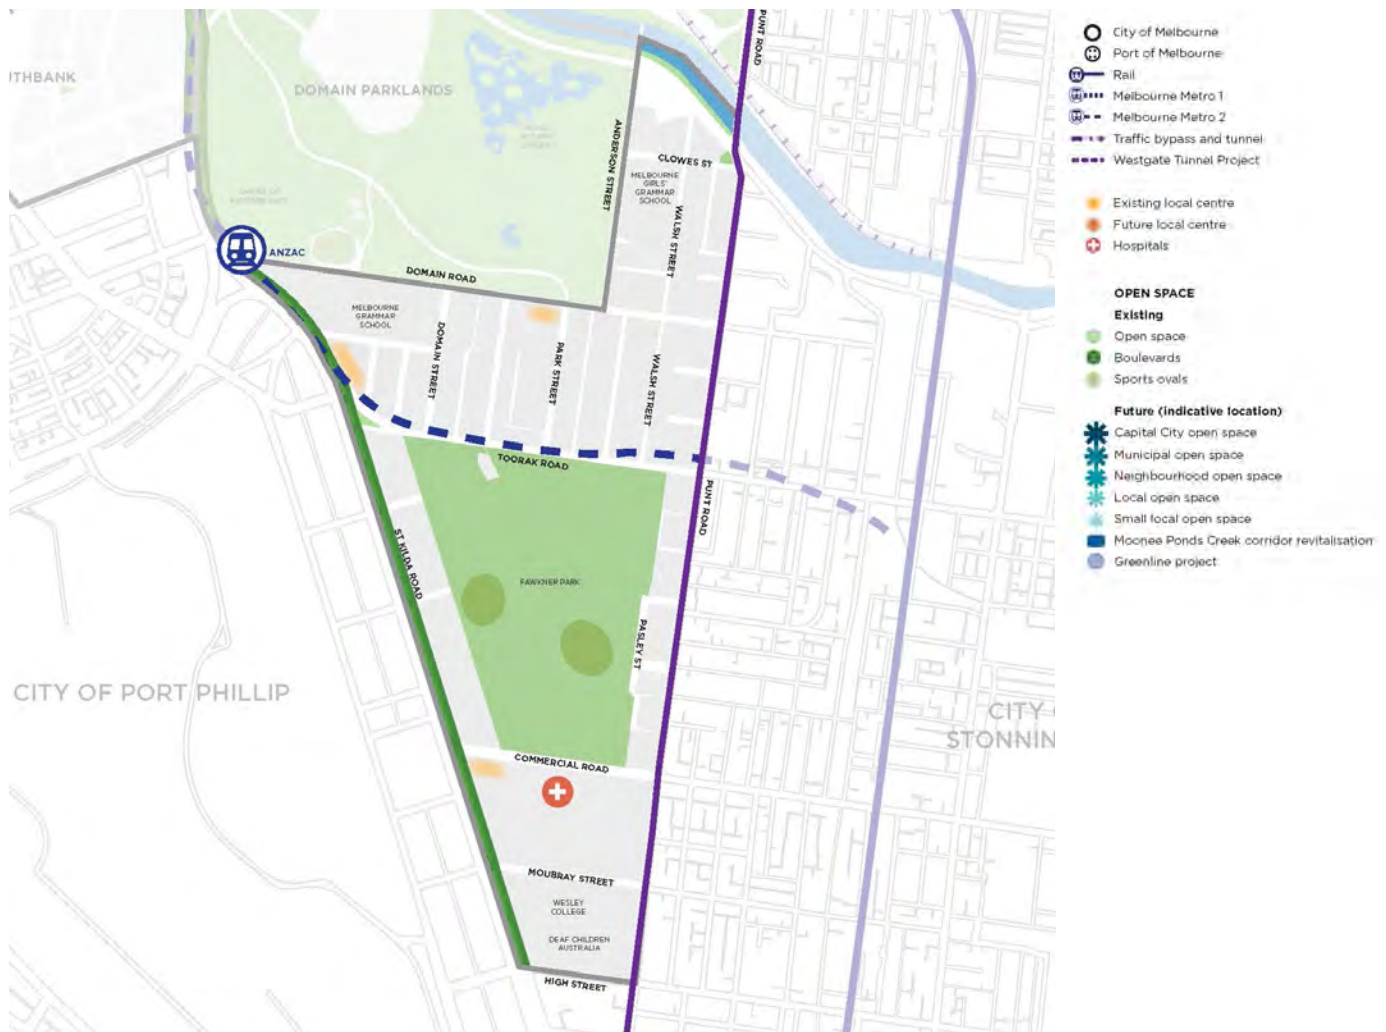 PUNT ROAD
UTHBANK
DOMAIN PARKLANDS
ANDERSON STREET
CLOWES ST
MELBOURNE
GIRLS'
GRAMMAR
SCHOOL
WALSH STREET
ANZAC
DOMAIN ROAD
MELBOURNE
GRAMMAR
SCHOOL
DOMAIN STREET
PARK STREET
WALSH STREET
TOORAK ROAD
PUNT ROAD
ST KILDA ROAD
FAWKNER PARK
PASLEY ST
CITY OF PORT PHILLIP
CITY
STONNIN
COMMERCIAL ROAD
MOUBRAY STREET
WESLEY
COLLEGE
DEAF CHILDREN
AUSTRALIA
HIGH STREET
City of Melbourne
Port of Melbourne
Rail
Melbourne Metro 1
Melbourne Metro 2
Traffic bypass and tunnel
Westgate Tunnel Project
Existing local centre
Future local centre
Hospitals
OPEN SPACE
Existing
Open space
Boulevards
Sports ovals
Future (indicative location)
Capital City open space
Municipal open space
Neighbourhood open space
Local open space
Small local open space
Moonee Ponds Creek corridor revitalisation
Greenline project